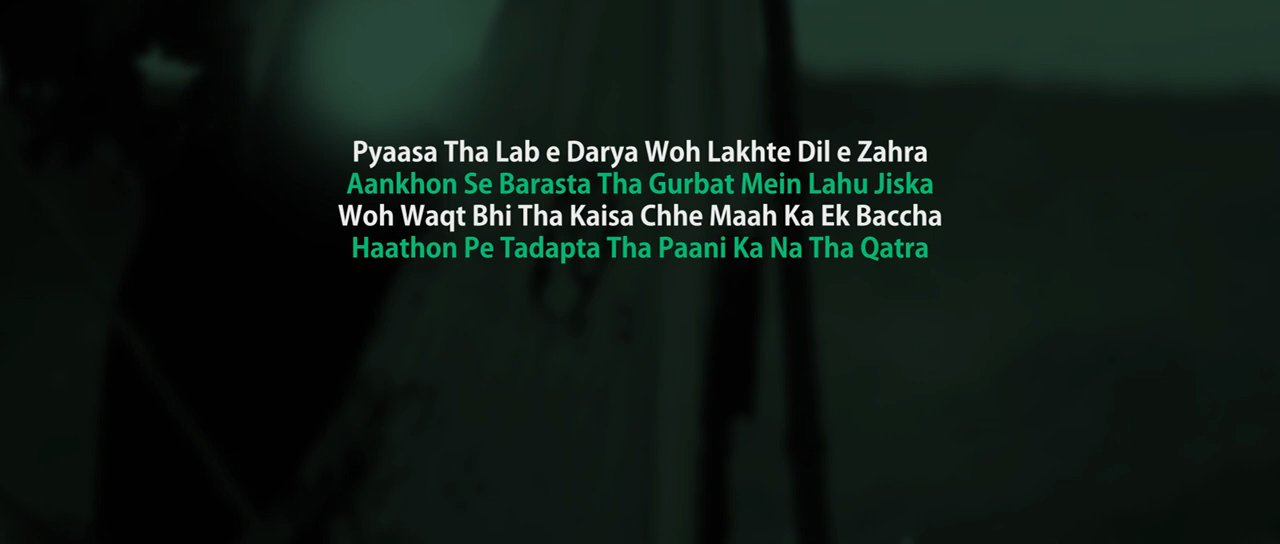 Pyaasa Tha Lab e Darya Woh Lakhte Dil e Zahra
Aankhon Se Barasta Tha Gurbat Mein Lahu Jiska
Woh Waqt Bhi Tha Kaisa Chhe Maah Ka Ek Baccha
Haathon Pe Tadapta Tha Paani Ka Na Tha Qatra